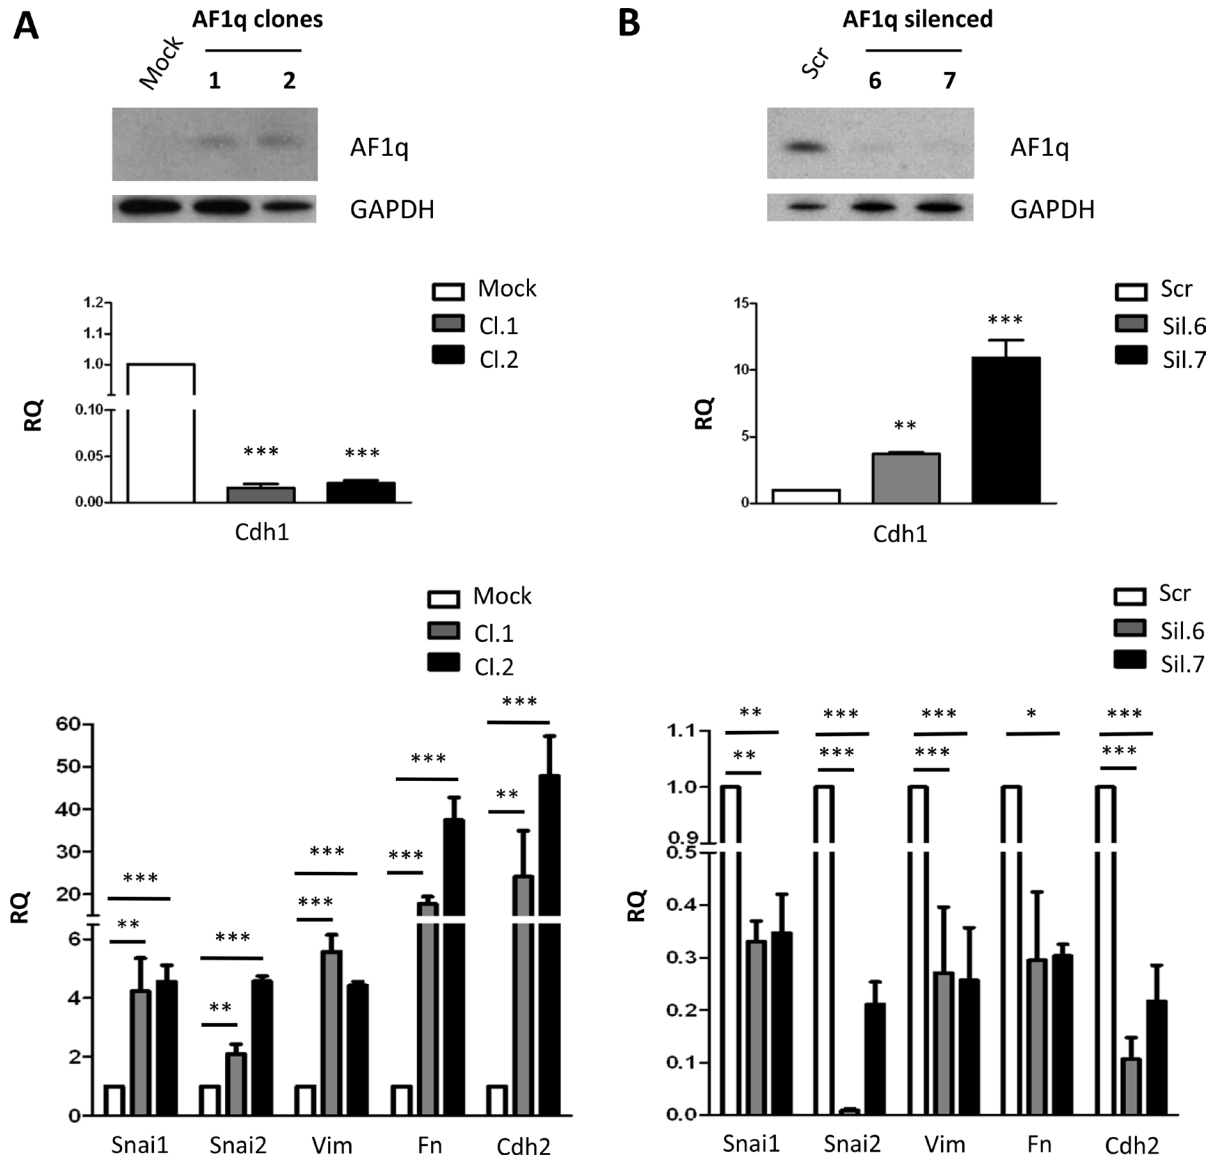 A
AF1q clones
Mock
1 2
AF1q
GAPDH
Mock
Cl.1
Cl.2
1.2
1.1
1.0
0.10
0.05
0.00
RQ
*** ***
Cdh1
Mock
Cl.1
Cl.2
60
50
40
30
20
6
4
2
0
RQ
*** ** *** ** *** *** *** *** *** **
Snai1 Snai2 Vim Fn Cdh2
B
AF1q silenced
Scr
6 7
AF1q
GAPDH
Scr
Sil.6
Sil.7
15
10
5
0
RQ
** ***
Cdh1
Scr
Sil.6
Sil.7
1.1
1.0
0.9
0.5
0.4
0.3
0.2
0.1
0.0
RQ
** *** *** * ***
** *** *** ***
Snai1 Snai2 Vim Fn Cdh2